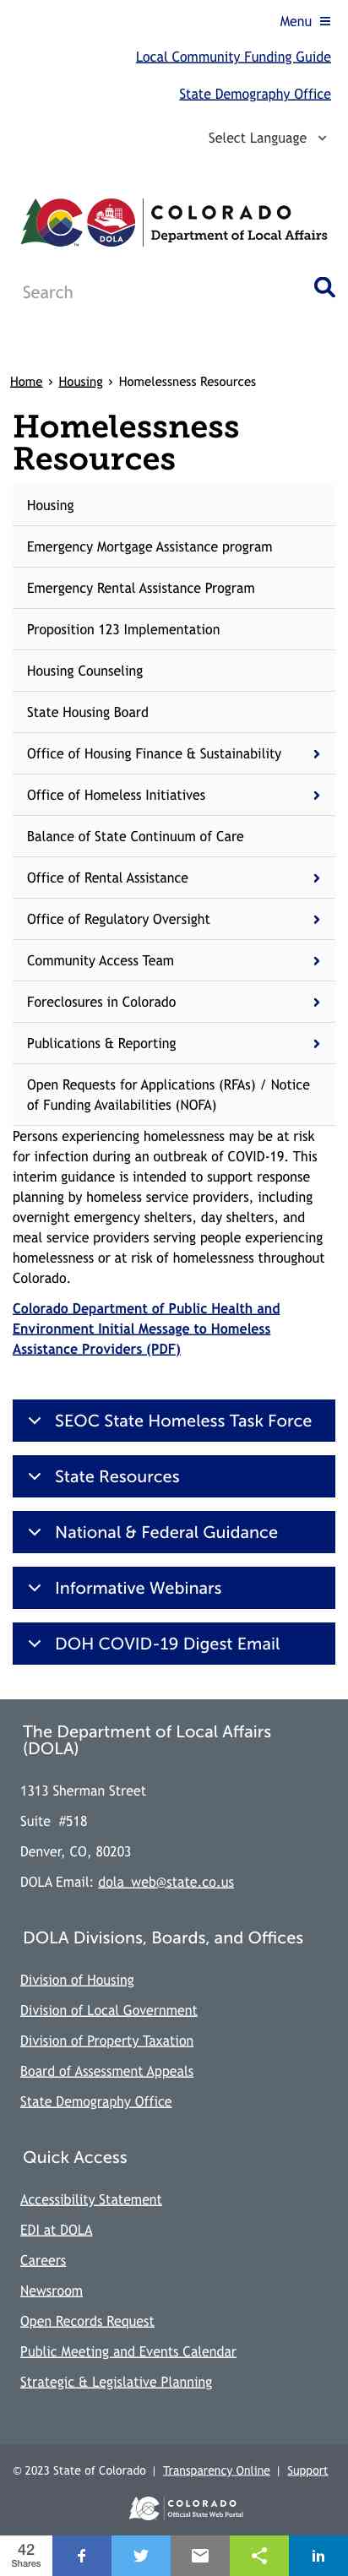 Menu
Local Community Funding Guide
State Demography Office
Select Language
COLORADO
Department of Local Affairs
DOLA
Search
Home › Housing › Homelessness Resources
Homelessness
Resources
Housing
Emergency Mortgage Assistance program
Emergency Rental Assistance Program
Proposition 123 Implementation
Housing Counseling
State Housing Board
Office of Housing Finance & Sustainability
Office of Homeless Initiatives
Balance of State Continuum of Care
Office of Rental Assistance
Office of Regulatory Oversight
Community Access Team
Foreclosures in Colorado
Publications & Reporting
Open Requests for Applications (RFAs) / Notice
of Funding Availabilities (NOFA)
Persons experiencing homelessness may be at risk
for infection during an outbreak of COVID-19. This
interim guidance is intended to support response
planning by homeless service providers, including
overnight emergency shelters, day shelters, and
meal service providers serving people experiencing
homelessness or at risk of homelessness throughout
Colorado.
Colorado Department of Public Health and
Environment Initial Message to Homeless
Assistance Providers (PDF)
SEOC State Homeless Task Force
State Resources
National & Federal Guidance
Informative Webinars
DOH COVID-19 Digest Email
The Department of Local Affairs
(DOLA)
1313 Sherman Street
Suite #518
Denver, CO, 80203
DOLA Email: dola_web@state.co.us
DOLA Divisions, Boards, and Offices
Division of Housing
Division of Local Government
Division of Property Taxation
Board of Assessment Appeals
State Demography Office
Quick Access
Accessibility Statement
EDI at DOLA
Careers
Newsroom
Open Records Request
Public Meeting and Events Calendar
Strategic & Legislative Planning
© 2023 State of Colorado | Transparency Online | Support
COLORADO
Official State Web Portal
42
Shares